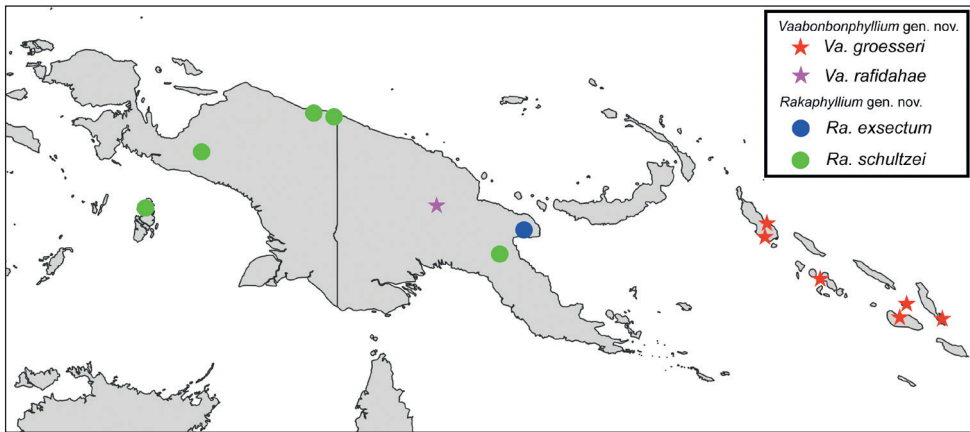 Vaabonbonphyllium gen. nov.
Va. groesseri
Va. rafidahae
Rakaphyllium gen. nov.
Ra. exsectum
Ra. schultzei